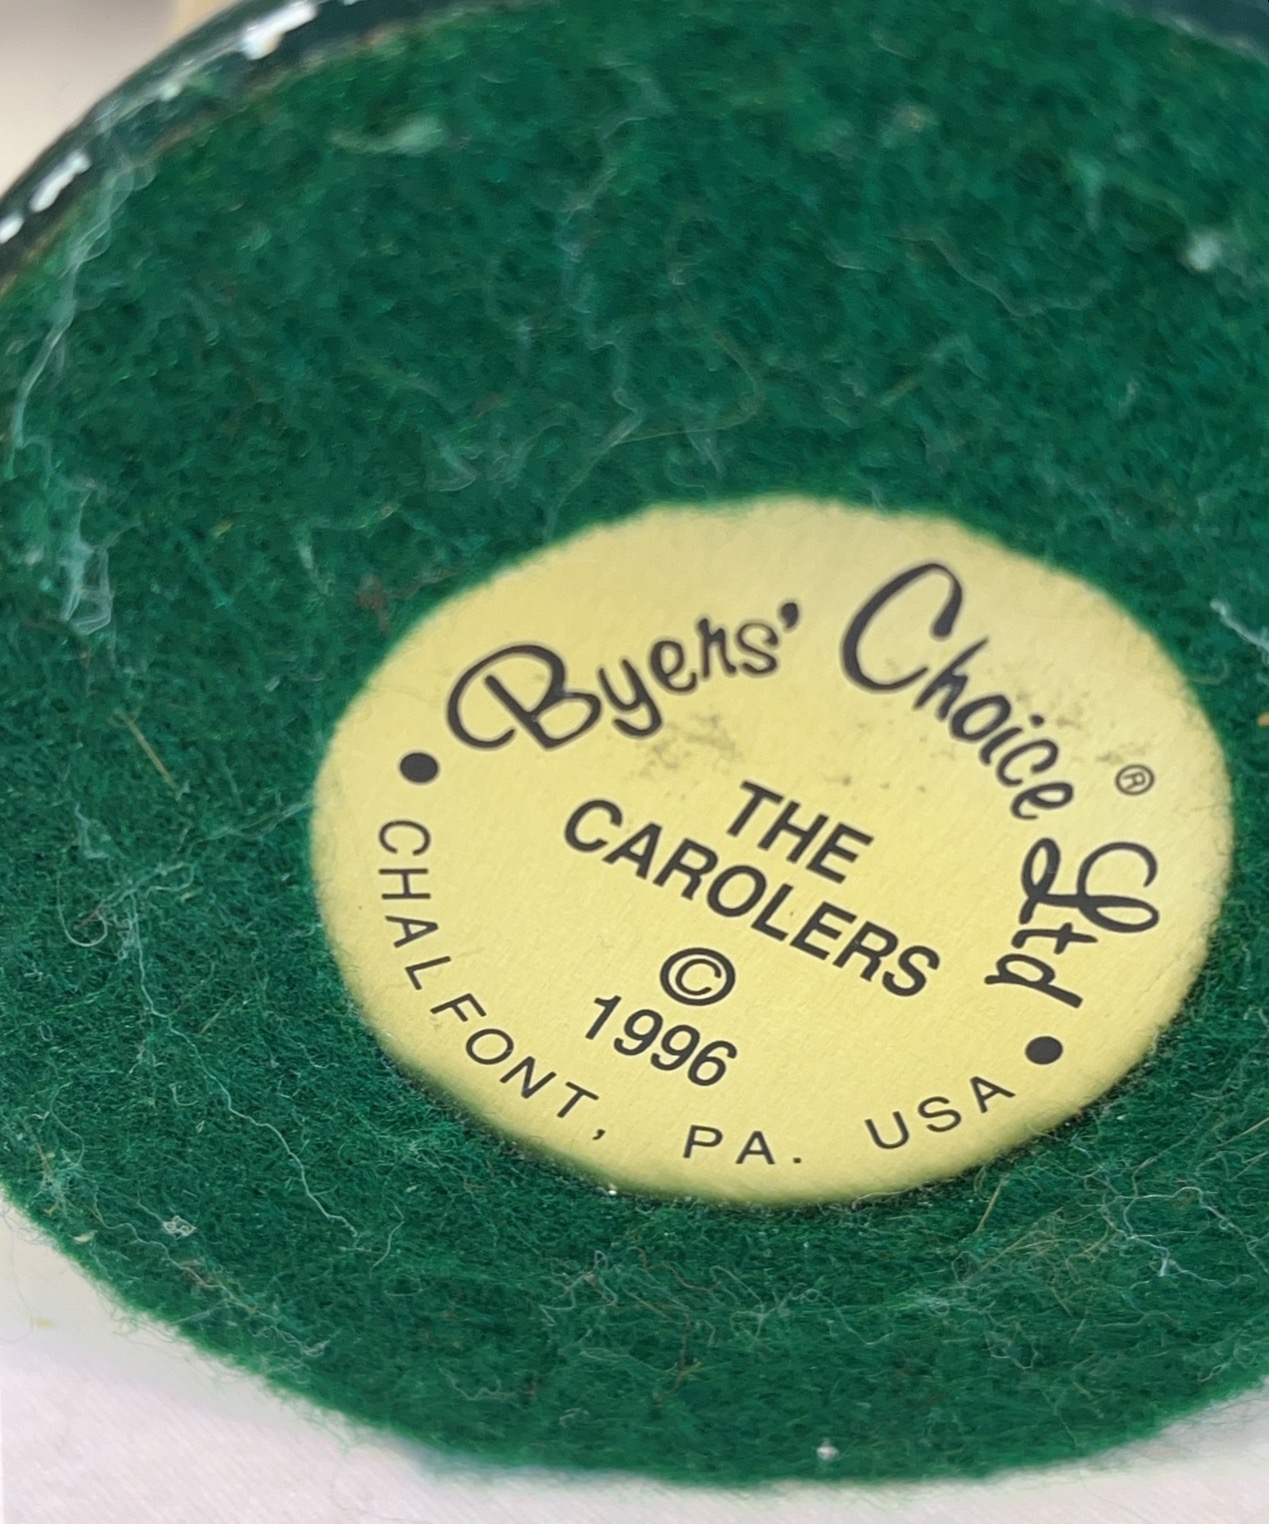 Byers' Choice Ltd ®
THE
CAROLERS
©
1996
• CHALFONT, PA. USA •